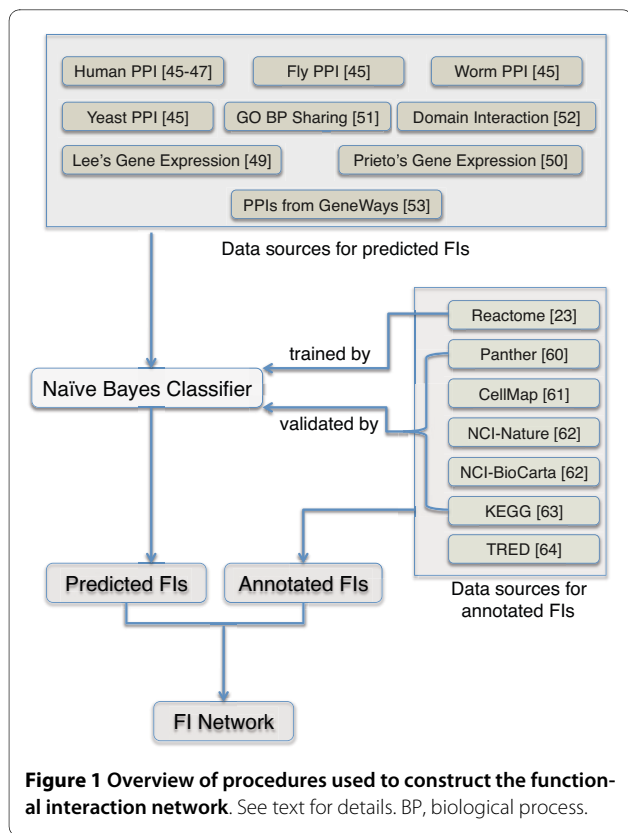 Human PPI [45-47]
Fly PPI [45]
Worm PPI [45]
Yeast PPI [45]
GO BP Sharing [51]
Domain Interaction [52]
Lee's Gene Expression [49]
Prieto's Gene Expression [50]
PPIs from GeneWays [53]
Data sources for predicted FIs
Reactome [23]
trained by
Panther [60]
Naïve Bayes Classifier
CellMap [61]
validated by
NCI-Nature [62]
NCI-BioCarta [62]
KEGG [63]
TRED [64]
Predicted FIs
Annotated FIs
Data sources for
annotated FIs
FI Network
Figure 1 Overview of procedures used to construct the function-
al interaction network. See text for details. BP, biological process.